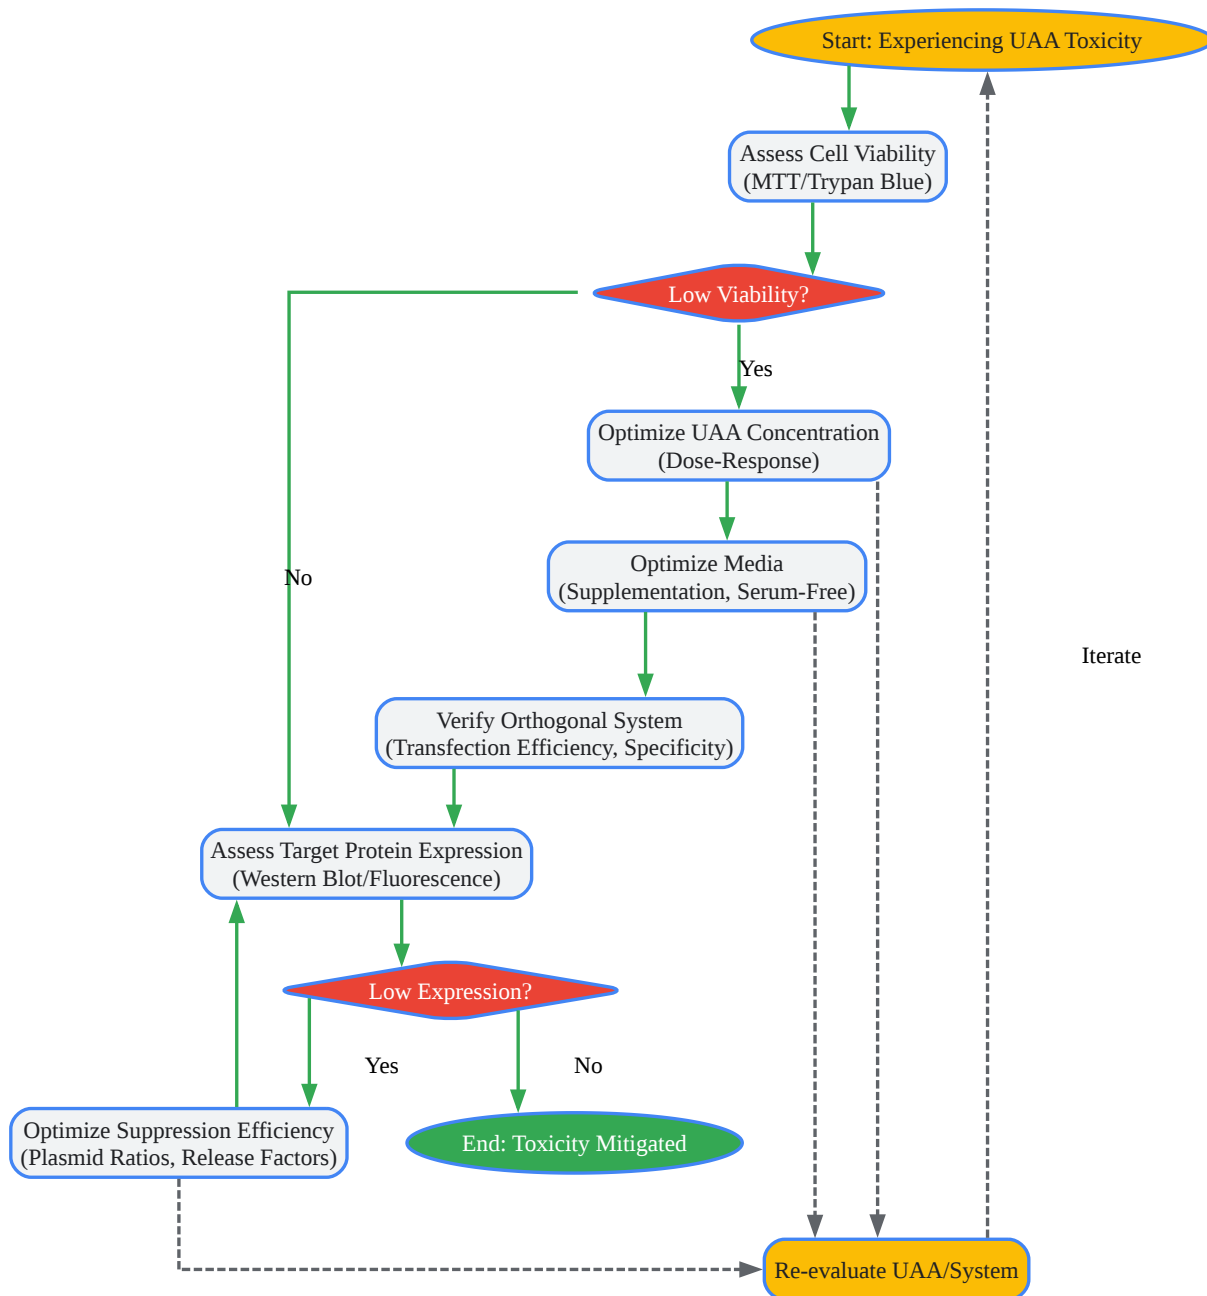 Start: Experiencing UAA Toxicity
Assess Cell Viability
(MTT/Trypan Blue)
Low Viability?
Yes
Optimize UAA Concentration
(Dose-Response)
Optimize Media
(Supplementation, Serum-Free)
No
Iterate
Verify Orthogonal System
(Transfection Efficiency, Specificity)
Assess Target Protein Expression
(Western Blot/Fluorescence)
Low Expression?
Yes
No
Optimize Suppression Efficiency
(Plasmid Ratios, Release Factors)
End: Toxicity Mitigated
Re-evaluate UAA/System